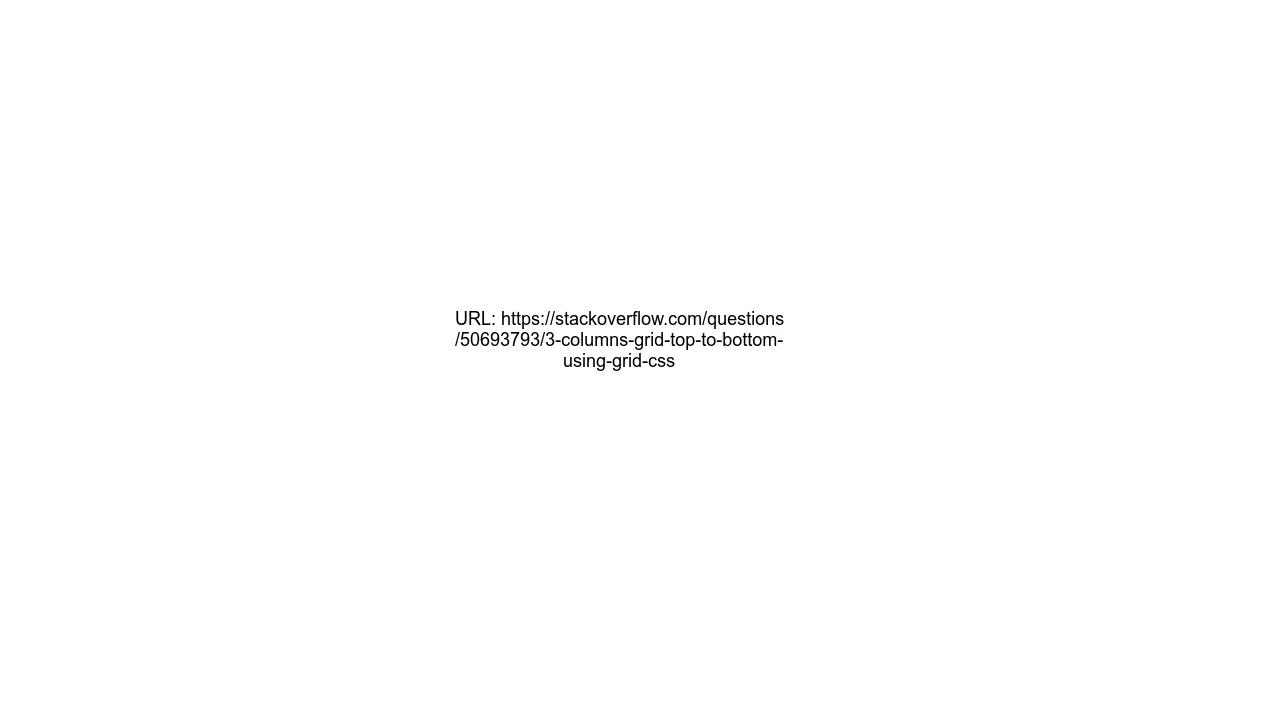 URL: https://stackoverflow.com/questions
/50693793/3-columns-grid-top-to-bottom-
using-grid-css